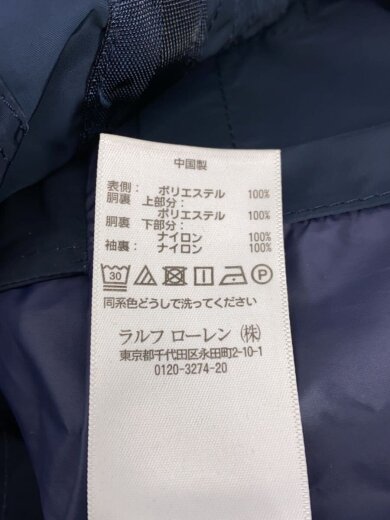 中国製
表側： ポリエステル 100%
胴裏 上部分：
ポリエステル 100%
胴裏 下部分：
ナイロン 100%
袖裏： ナイロン 100%
30 P
同系色どうしで洗ってください
ラルフ ローレン (株)
東京都千代田区永田町2-10-1
0120-3274-20